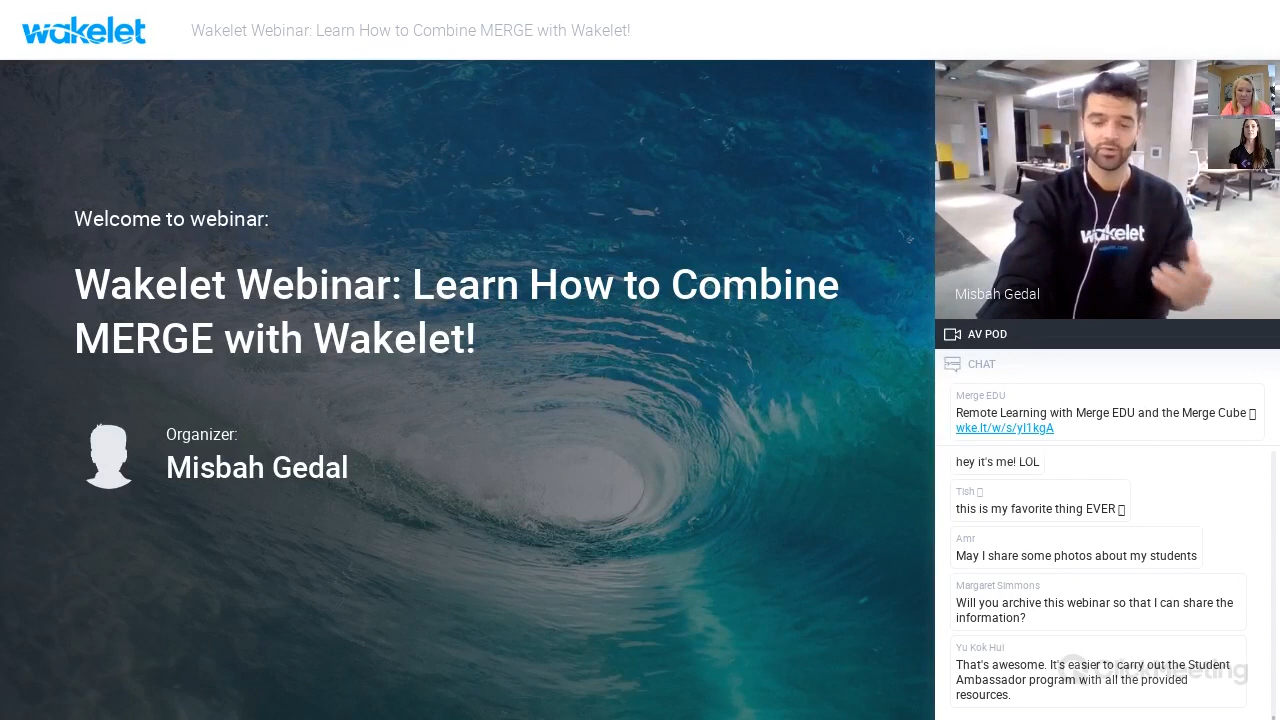 wakelet
Wakelet Webinar: Learn How to Combine MERGE with Wakelet!
Welcome to webinar:
Wakelet Webinar: Learn How to Combine
MERGE with Wakelet!
Organizer:
Misbah Gedal
wakelet
Misbah Gedal
AV POD
CHAT
Merge EDU
Remote Learning with Merge EDU and the Merge Cube
wke.lt/w/s/yI1kgA
hey it's me! LOL
Tish
this is my favorite thing EVER
Amr
May I share some photos about my students
Margaret Simmons
Will you archive this webinar so that I can share the
information?
Yu Kok Hui
That's awesome. It's easier to carry out the Student
Ambassador program with all the provided
resources.
ClickMeeting